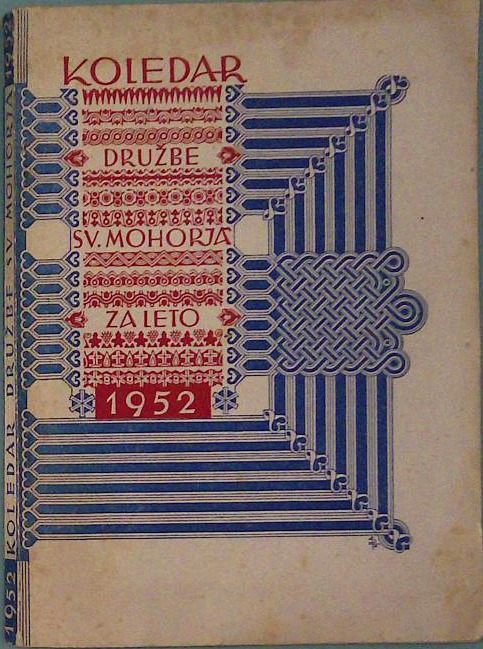 KOLEDAR
DRUŽBE
SV. MOHORJA
ZA LETO
1952
1952 KOLEDAR DRUŽBE SV. MOHORJA 1952